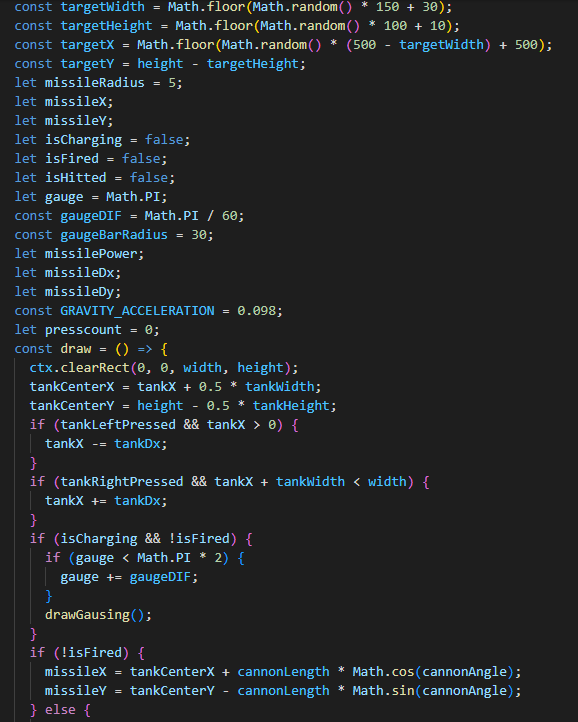 const targetWidth = Math.floor(Math.random() * 150 + 30);
const targetHeight = Math.floor(Math.random() * 100 + 10);
const targetX = Math.floor(Math.random() * (500 - targetWidth) + 500);
const targetY = height - targetHeight;
let missileRadius = 5;
let missileX;
let missileY;
let isCharging = false;
let isFired = false;
let isHitted = false;
let gauge = Math.PI;
const gaugeDIF = Math.PI / 60;
const gaugeBarRadius = 30;
let missilePower;
let missileDx;
let missileDy;
const GRAVITY_ACCELERATION = 0.098;
let presscount = 0;
const draw = () => {
  ctx.clearRect(0, 0, width, height);
  tankCenterX = tankX + 0.5 * tankWidth;
  tankCenterY = height - 0.5 * tankHeight;
  if (tankLeftPressed && tankX > 0) {
    tankX -= tankDx;
  }
  if (tankRightPressed && tankX + tankWidth < width) {
    tankX += tankDx;
  }
  if (isCharging && !isFired) {
    if (gauge < Math.PI * 2) {
      gauge += gaugeDIF;
    }
    drawGausing();
  }
  if (!isFired) {
    missileX = tankCenterX + cannonLength * Math.cos(cannonAngle);
    missileY = tankCenterY - cannonLength * Math.sin(cannonAngle);
  } else {